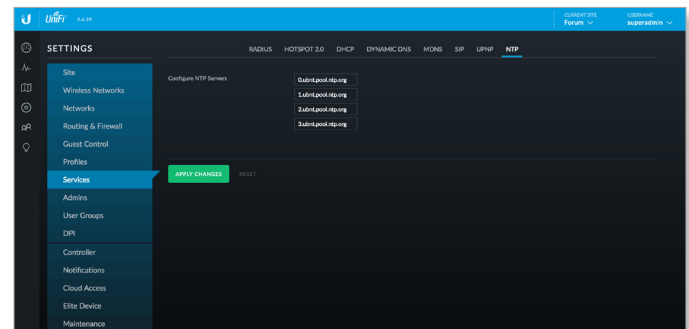 U UniFi 5.6.29
CURRENT SITE
Forum
USERNAME
superadmin
SETTINGS
RADIUS HOTSPOT 2.0 DHCP DYNAMIC DNS MDNS SIP UPNP NTP
Site
Wireless Networks
Networks
Routing & Firewall
Guest Control
Profiles
Services
Admins
User Groups
DPI
Controller
Notifications
Cloud Access
Elite Device
Maintenance
Configure NTP Servers
0.ubnt.pool.ntp.org
1.ubnt.pool.ntp.org
2.ubnt.pool.ntp.org
3.ubnt.pool.ntp.org
APPLY CHANGES RESET